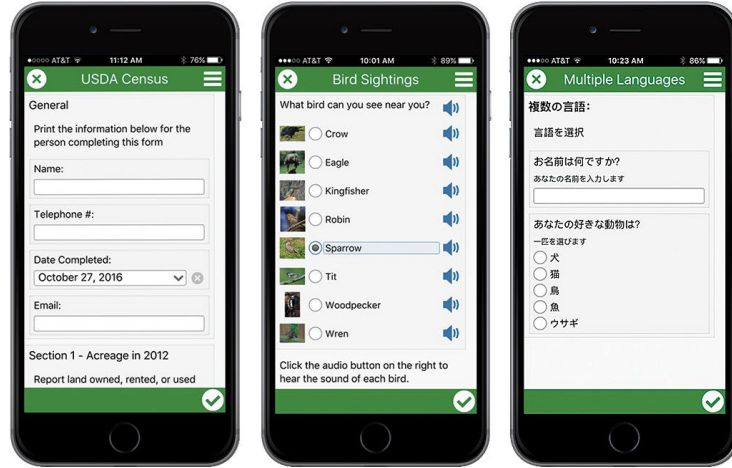 AT&T 11:12 AM 76%
USDA Census
General
Print the information below for the
person completing this form
Name:
Telephone #:
Date Completed:
October 27, 2016
Email:
Section 1 - Acreage in 2012
Report land owned, rented, or used
AT&T 10:01 AM 89%
Bird Sightings
What bird can you see near you?
Crow
Eagle
Kingfisher
Robin
Sparrow
Tit
Woodpecker
Wren
Click the audio button on the right to
hear the sound of each bird.
AT&T 10:23 AM 86%
Multiple Languages
複数の言語:
言語を選択
お名前は何ですか?
あなたの名前を入力します
あなたの好きな動物は?
一匹を選びます
犬
猫
鳥
魚
ウサギ